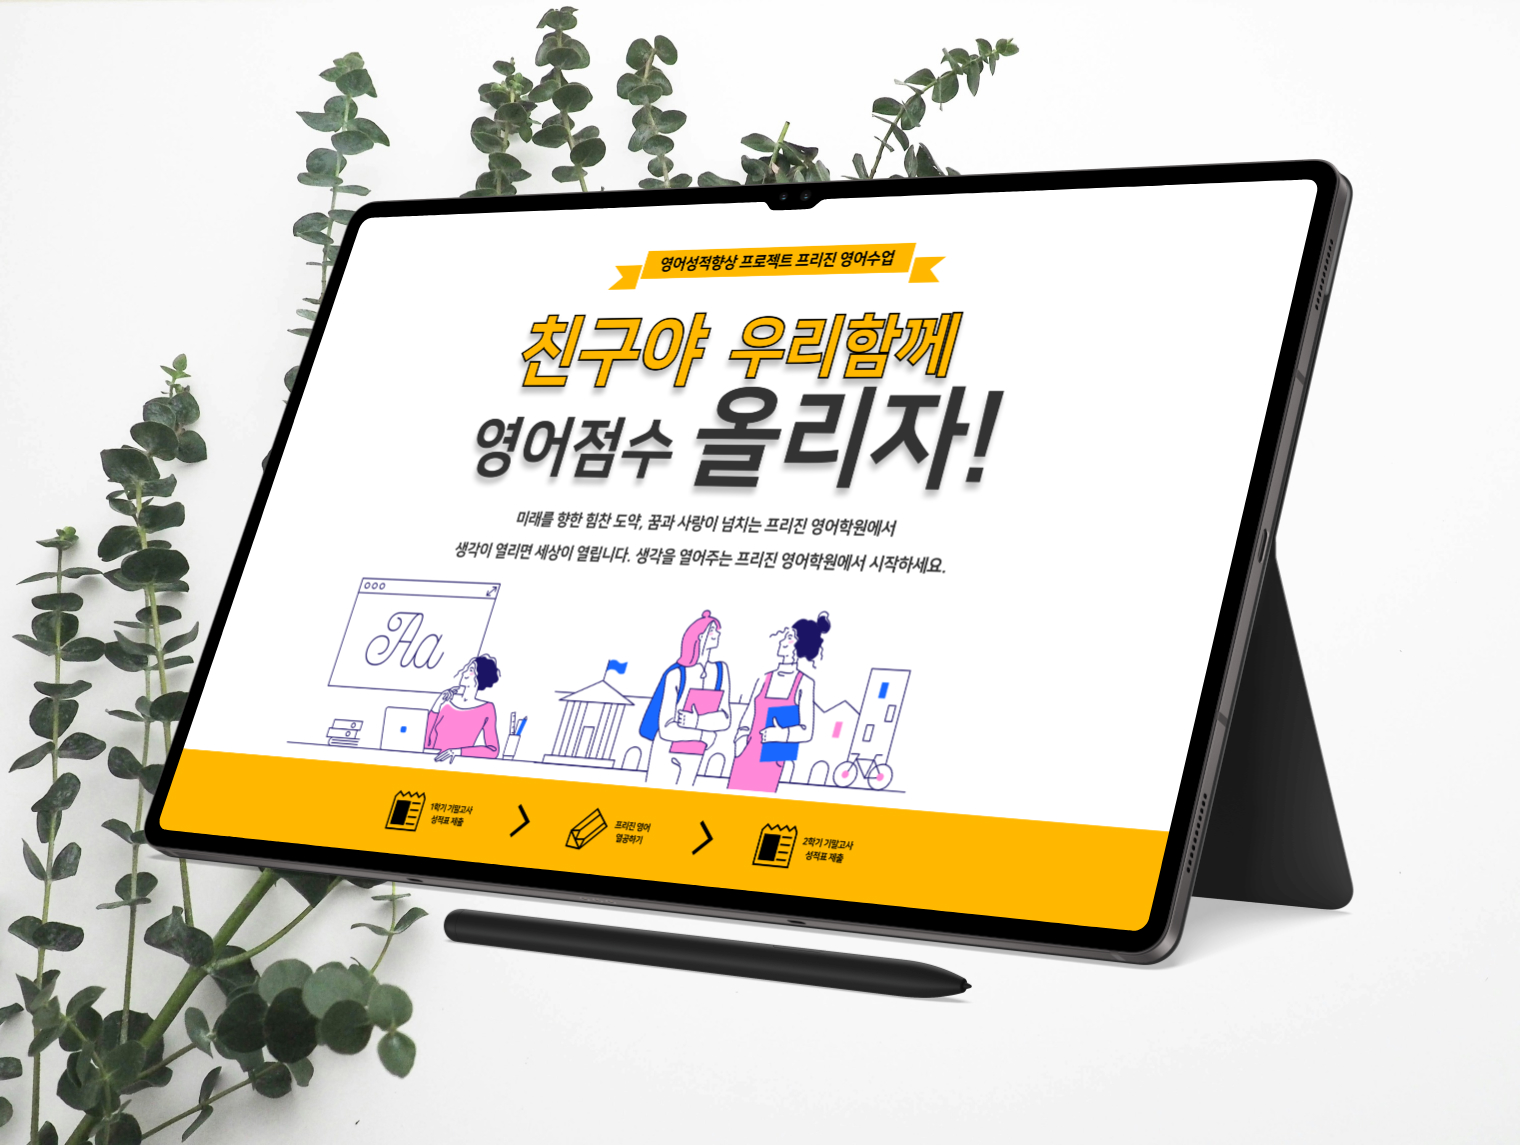 영어성적향상 프로젝트 프리진 영어수업
친구야 우리함께
영어점수 올리자!
미래를 향한 힘찬 도약, 꿈과 사랑이 넘치는 프리진 영어학원에서
생각이 열리면 세상이 열립니다. 생각을 열어주는 프리진 영어학원에서 시작하세요.
Aa
1학기 기말고사
성적표 제출
프리진 영어
열공하기
2학기 기말고사
성적표 제출